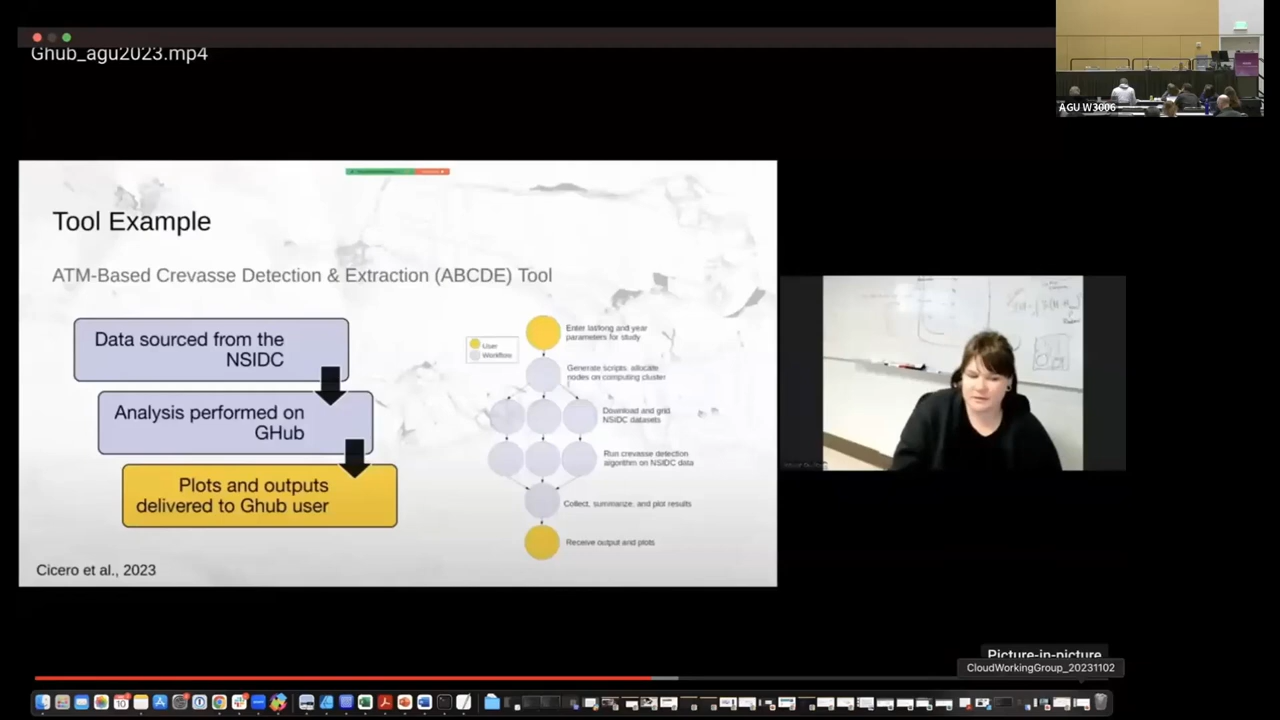 Ghub_agu2023.mp4
AGU W3006
Tool Example
ATM-Based Crevasse Detection & Extraction (ABCDE) Tool
Data sourced from the
NSIDC
Analysis performed on
GHub
Plots and outputs
delivered to Ghub user
User
Workflow
Enter lat/long and year
parameters for study
Generate scripts, allocate
nodes on computing cluster
Download and grid
NSIDC datasets
Run crevasse detection
algorithm on NSIDC data
Collect, summarize, and plot results
Receive output and plots
Cicero et al., 2023
Picture-in-picture
CloudWorkingGroup_20231102